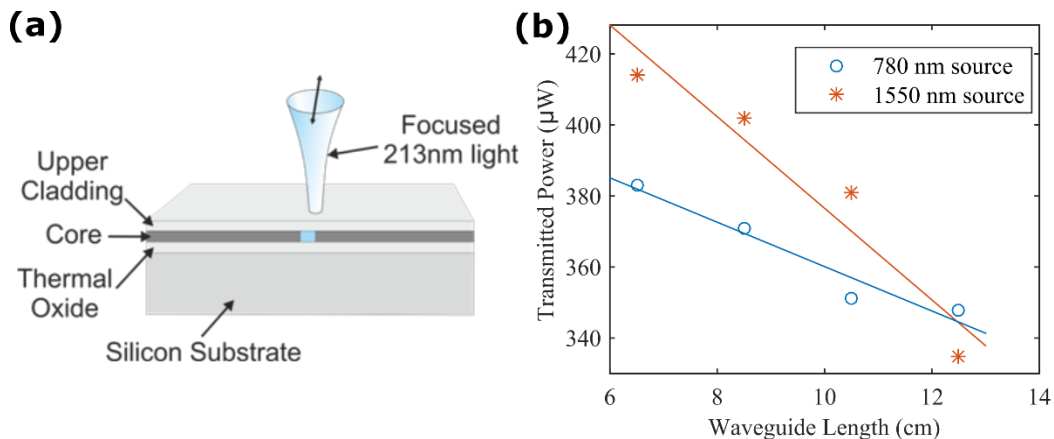 (a)
Focused
213nm light
Upper
Cladding
Core
Thermal
Oxide
Silicon Substrate
(b)
780 nm source
1550 nm source
Transmitted Power (µW)
420
400
380
360
340
6
8
10
12
14
Waveguide Length (cm)